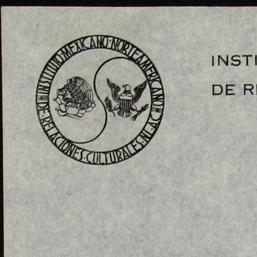 INSTITUTO MEXICANO NORTEAMERICANO
DE RELACIONES CULTURALES N.L. A.C.
INSTI
DE RE